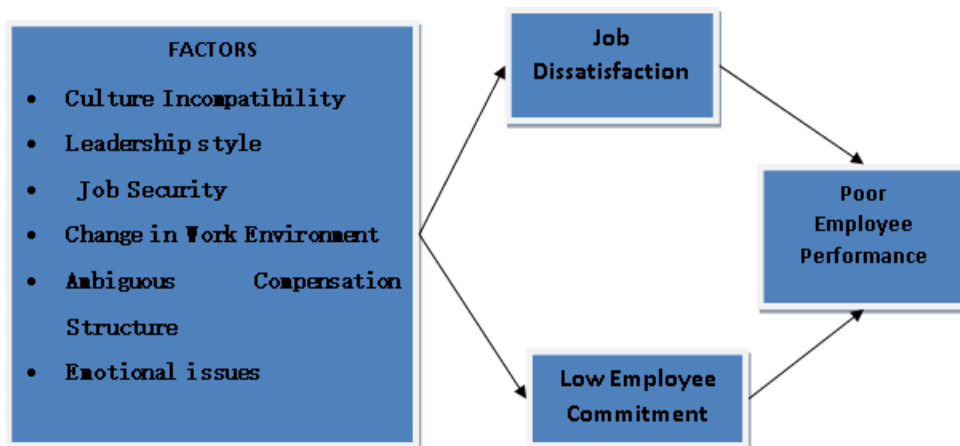 FACTORS
• Culture Incompatibility
• Leadership style
• Job Security
• Change in Work Environment
• Ambiguous Compensation
Structure
• Emotional issues
Job
Dissatisfaction
Low Employee
Commitment
Poor
Employee
Performance